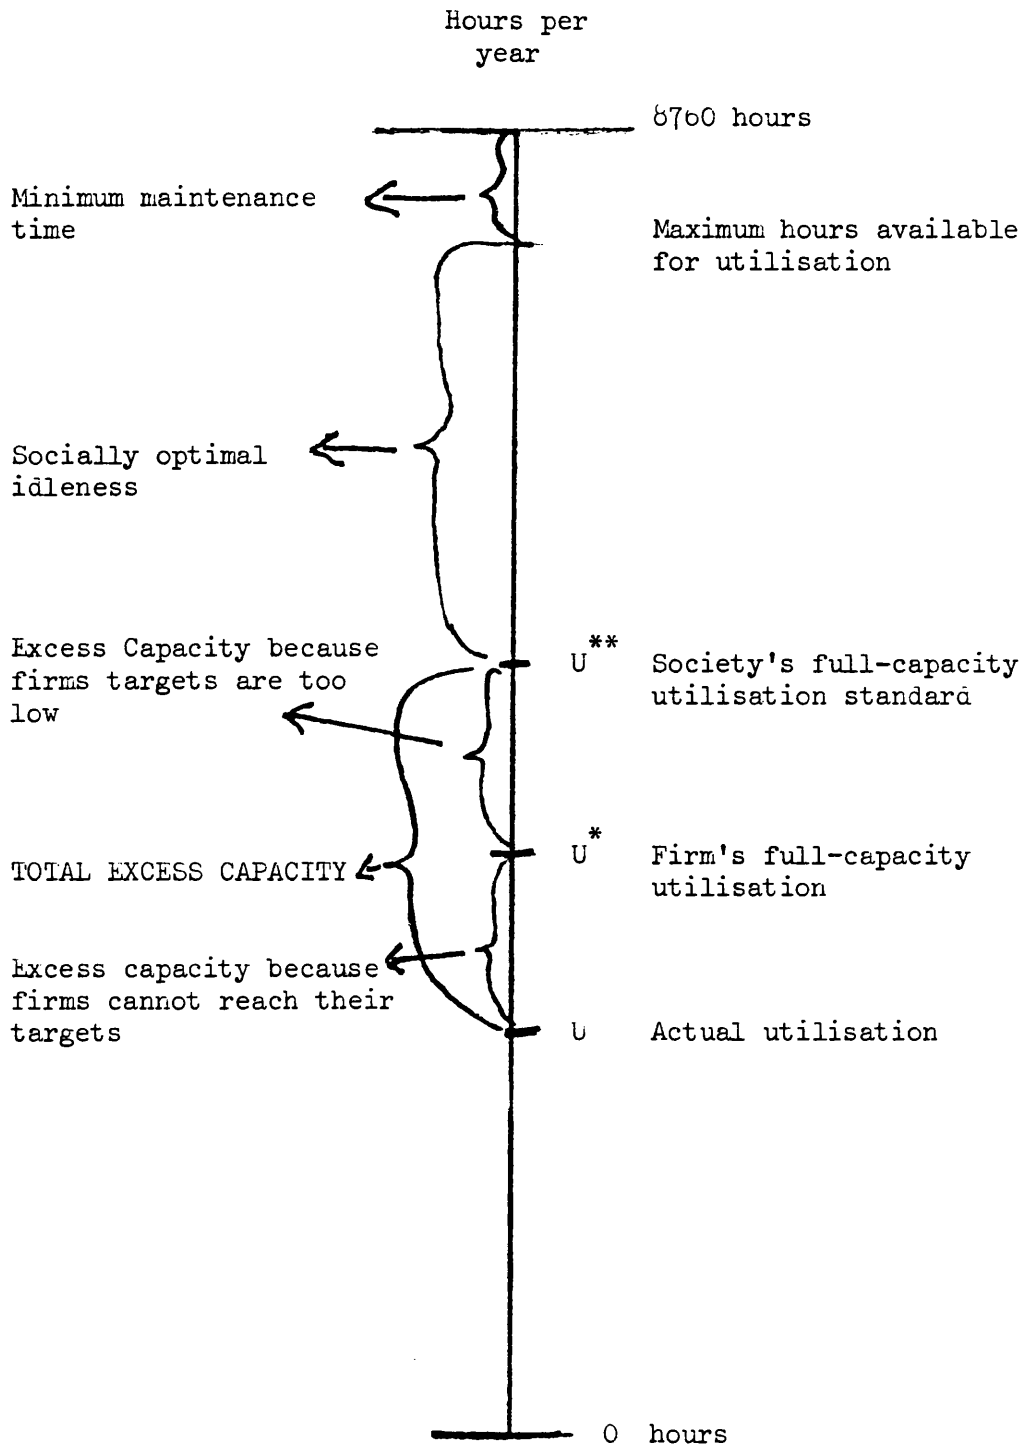 Hours per
year
8760 hours
Minimum maintenance
time
Maximum hours available
for utilisation
Socially optimal
idleness
Excess Capacity because
firms targets are too
low
U** Society's full-capacity
utilisation standard
U* Firm's full-capacity
utilisation
TOTAL EXCESS CAPACITY
Excess capacity because
firms cannot reach their
targets
U Actual utilisation
0 hours